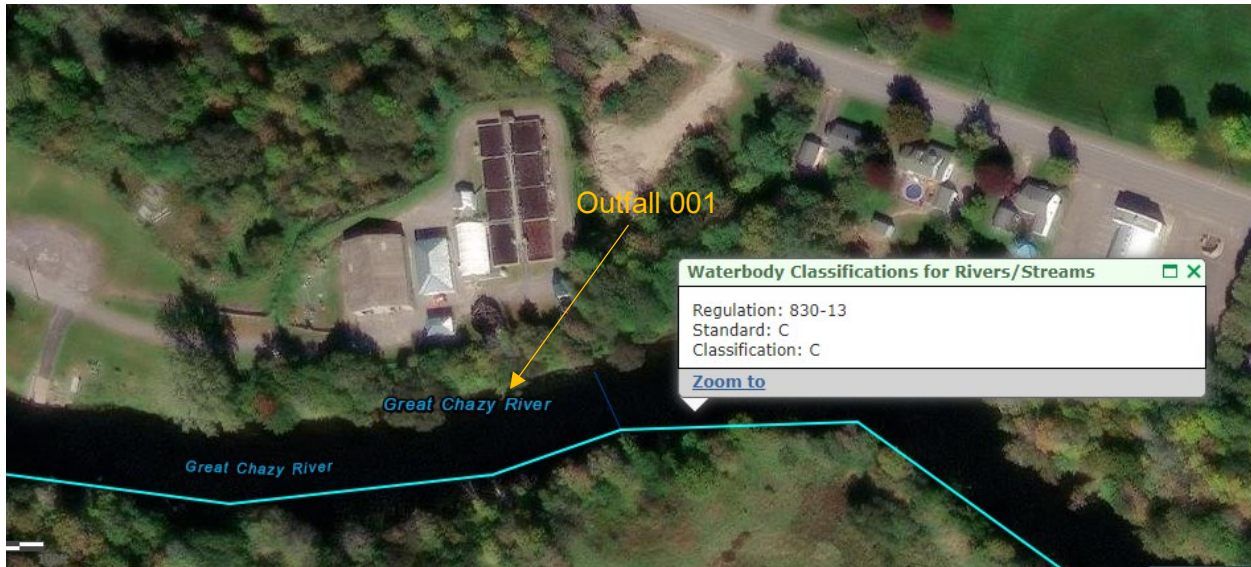 Outfall 001
Waterbody Classifications for Rivers/Streams
Regulation: 830-13
Standard: C
Classification: C
Zoom to
Great Chazy River
Great Chazy River